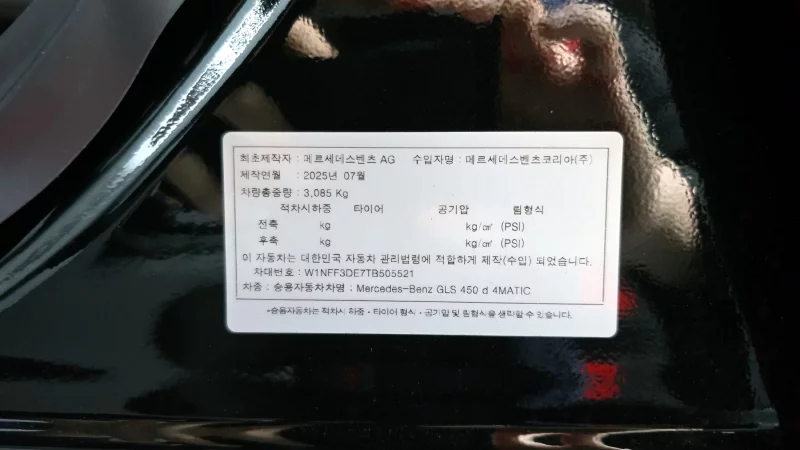 최초제작자 : 메르세데스벤츠 AG 수입자명 : 메르세데스벤츠코리아(주)
제작연월 : 2025년 07월
차량총중량 : 3,085 Kg
적차시하중 타이어 공기압 림형식
전축 kg kg/㎠ (PSI)
후축 kg kg/㎠ (PSI)
이 자동차는 대한민국 자동차 관리법령에 적합하게 제작(수입) 되었습니다.
차대번호 : W1NFF3DE7TB505521
차종 : 승용자동차차명 : Mercedes-Benz GLS 450 d 4MATIC
*승용자동차는 적차시 하중·타이어 형식·공기압 및 림형식을 생략할 수 있습니다.